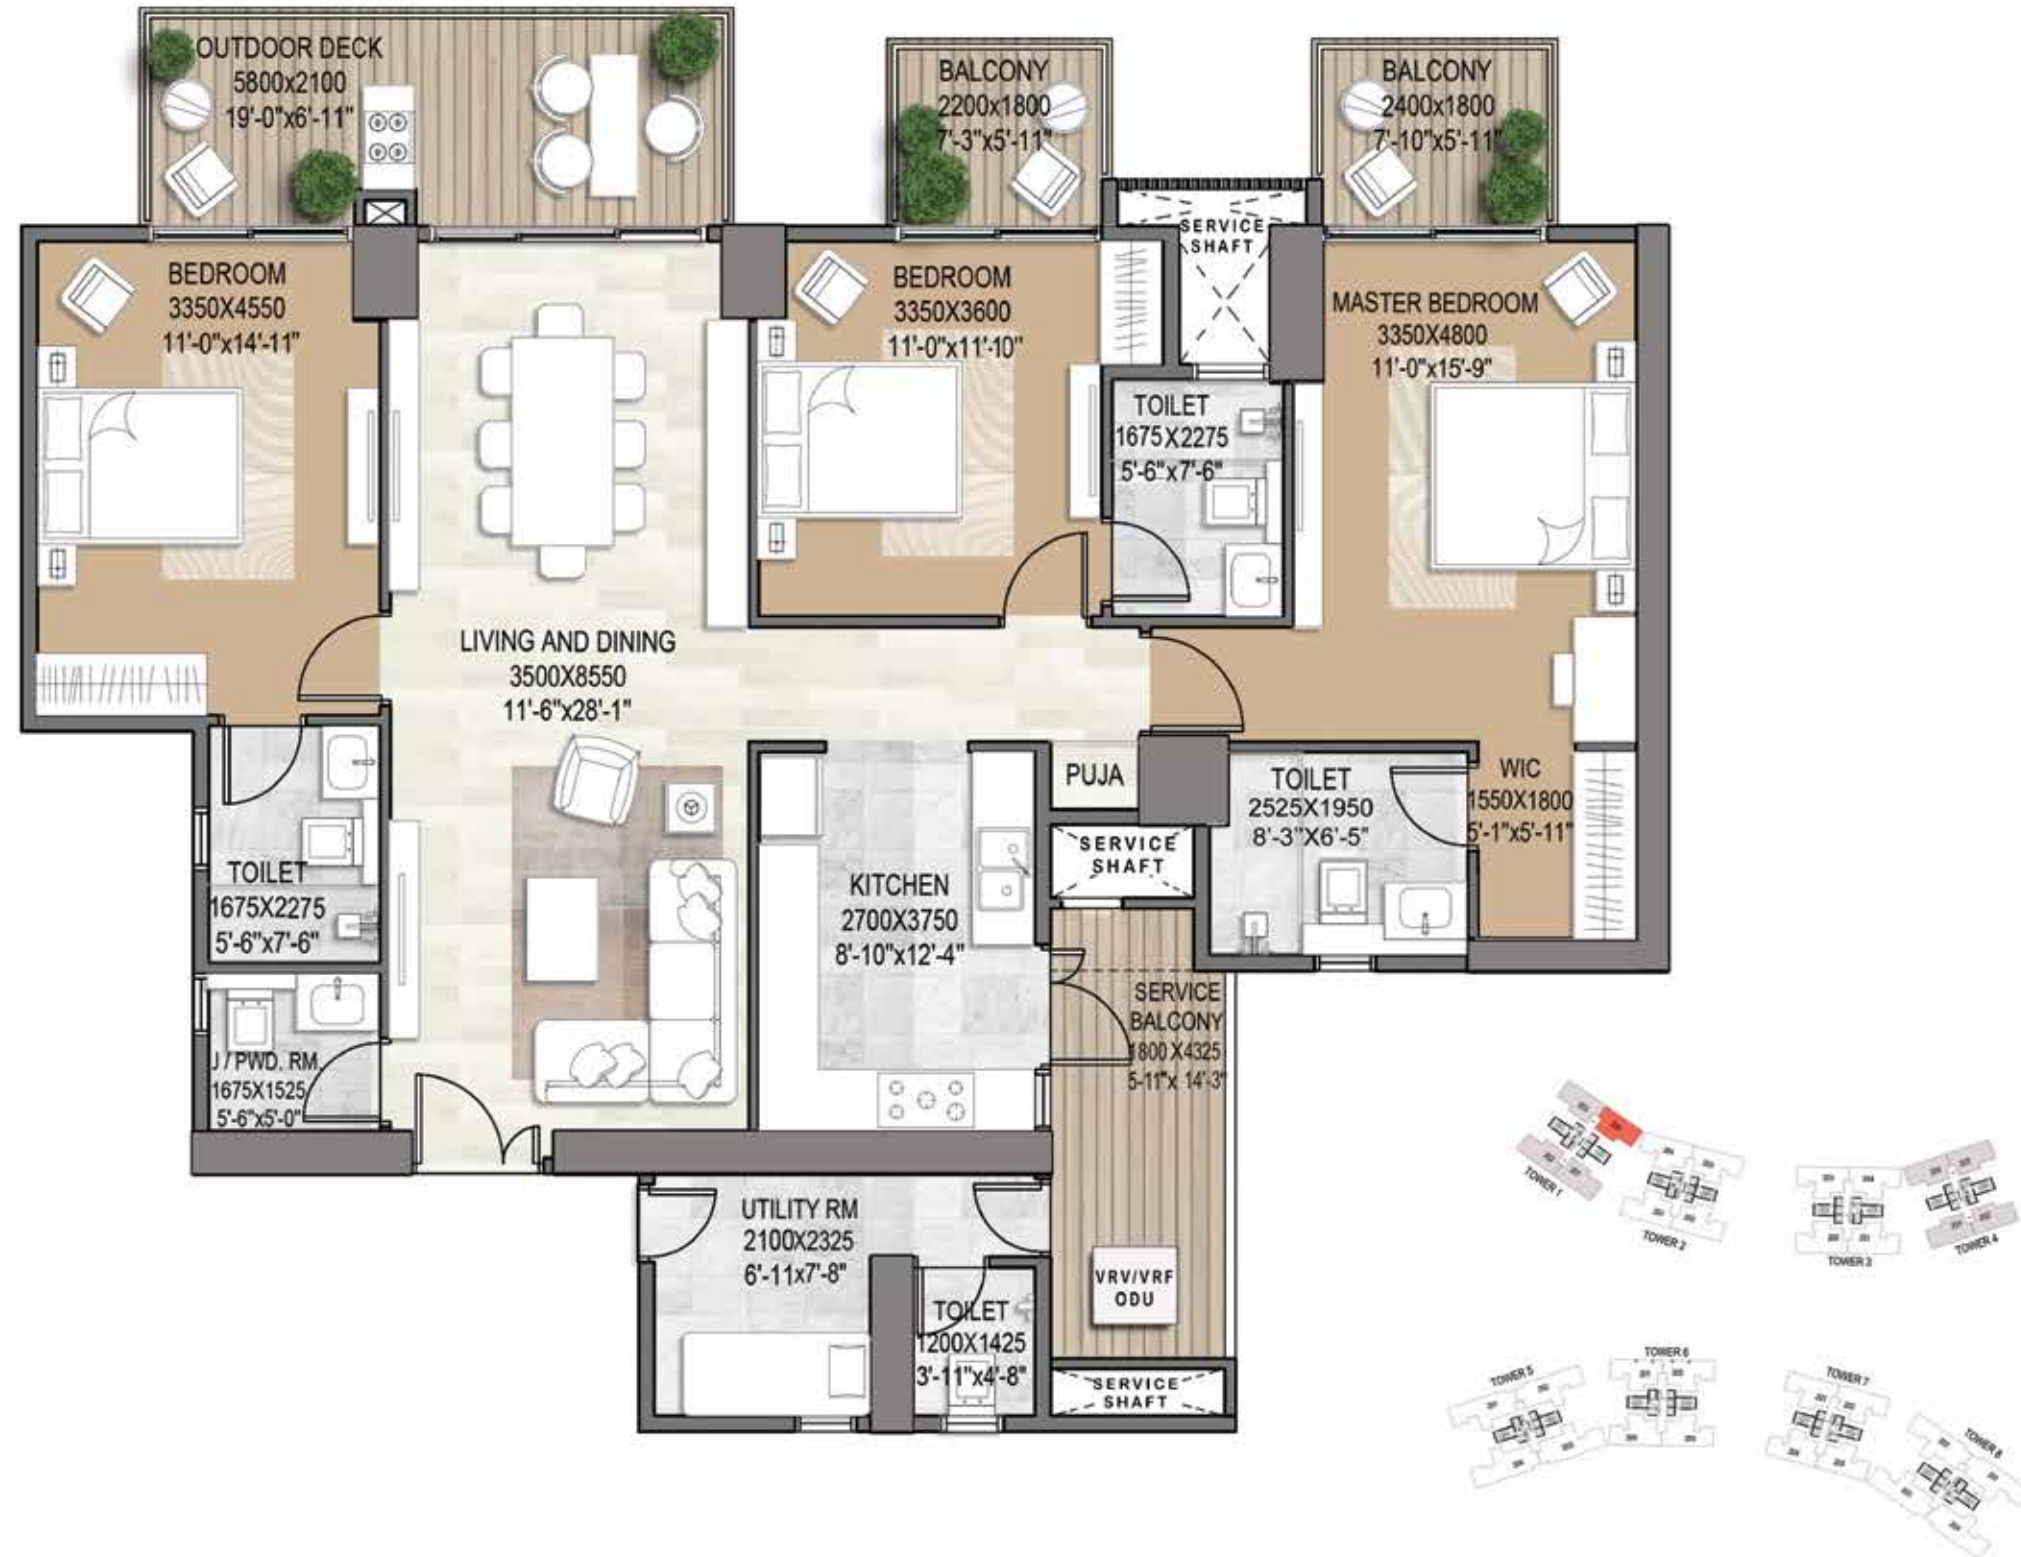 OUTDOOR DECK
5800x2100
19'-0"x6'-11"
BALCONY
2200x1800
7'-3"x5'-11"
BALCONY
2400x1800
7'-10"x5'-11"
SERVICE
SHAFT
BEDROOM
3350X4550
11'-0"x14'-11"
BEDROOM
3350X3600
11'-0"x11'-10"
MASTER BEDROOM
3350X4800
11'-0"x15'-9"
TOILET
1675X2275
5'-6"x7'-6"
LIVING AND DINING
3500X8550
11'-6"x28'-1"
PUJA
TOILET
2525X1950
8'-3"X6'-5"
WIC
1550X1800
5'-1"x5'-11"
SERVICE
SHAFT
TOILET
1675X2275
5'-6"x7'-6"
KITCHEN
2700X3750
8'-10"x12'-4"
SERVICE
BALCONY
1800 X4325
5-11"x 14'-3"
J / PWD. RM.
1675X1525
5'-6"x5'-0"
UTILITY RM
2100X2325
6'-11x7'-8"
VRV/VRF
ODU
TOILET
1200X1425
3'-11"x4'-8"
SERVICE
SHAFT
TOWER 1
TOWER 2
TOWER 3
TOWER 4
TOWER 5
TOWER 6
TOWER 7
TOWER 8